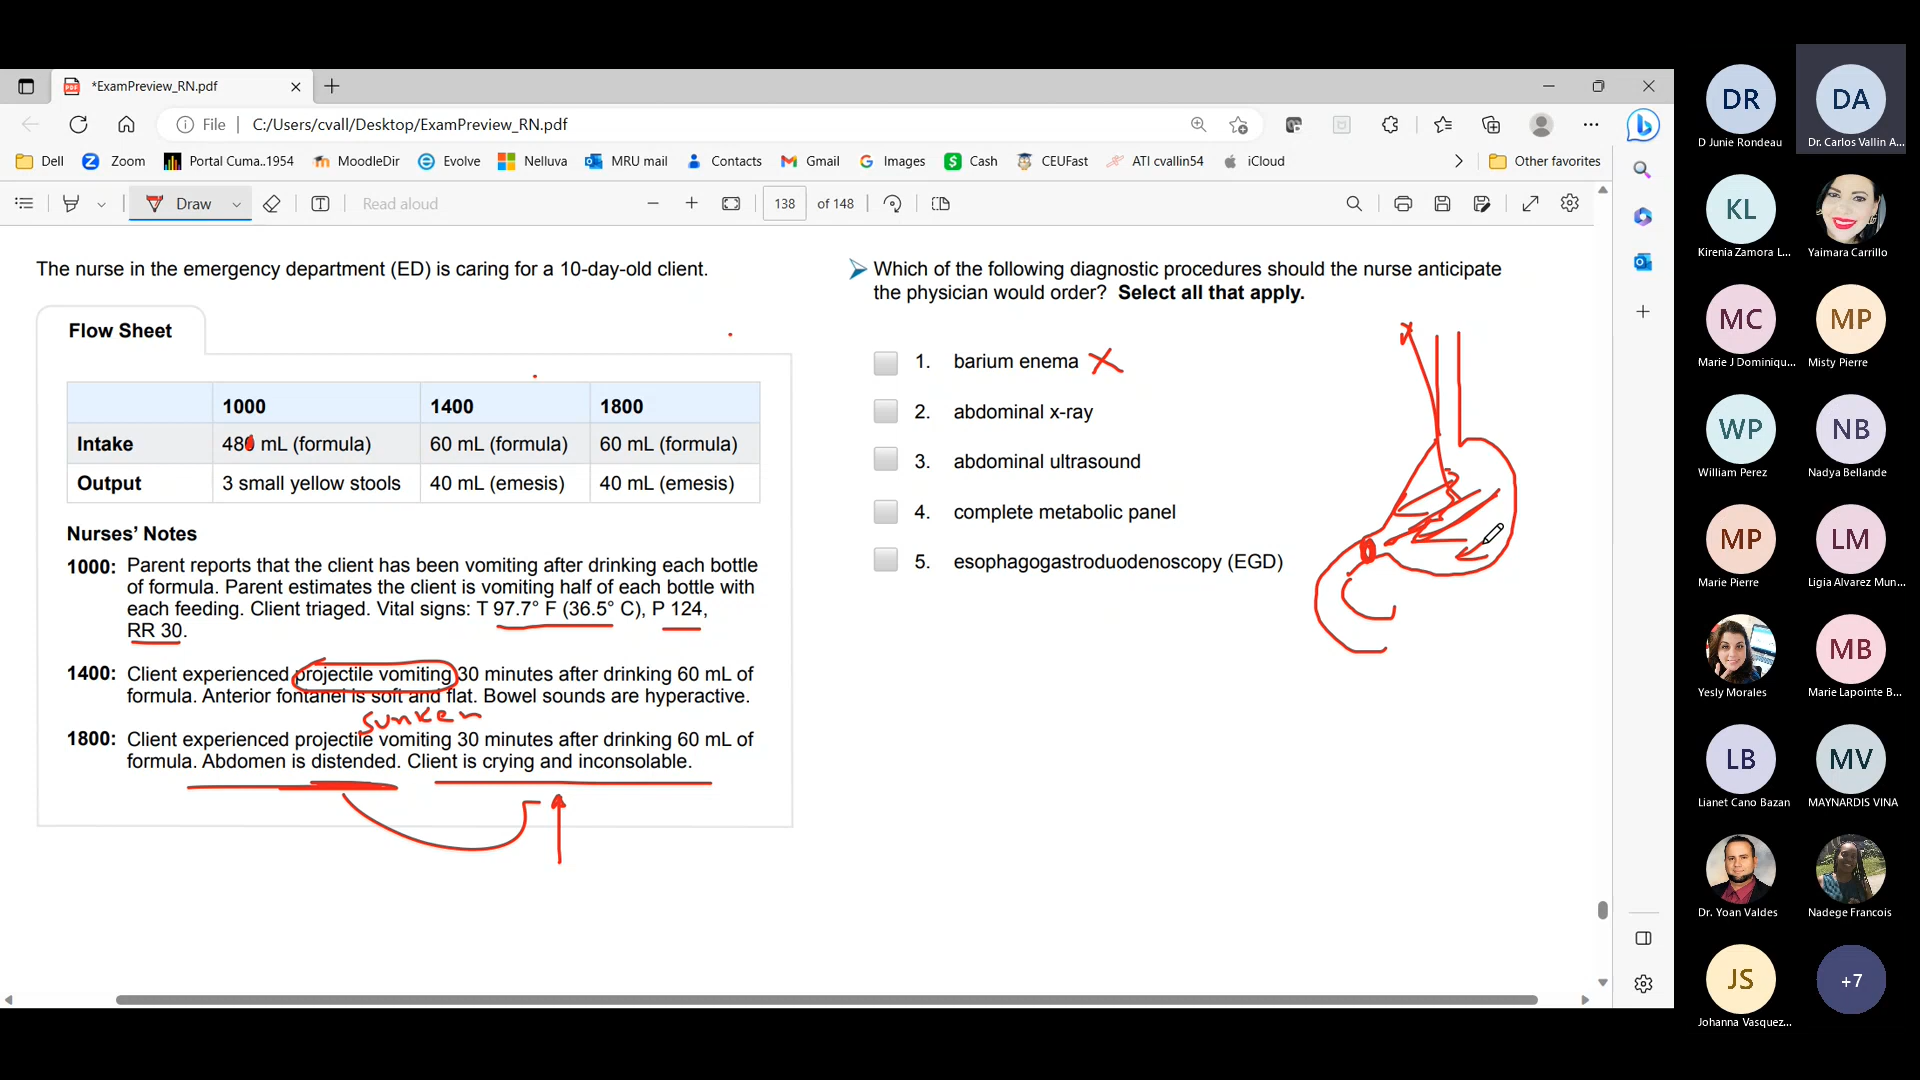 *ExamPreview_RN.pdf
File
C:/Users/cvall/Desktop/ExamPreview_RN.pdf
Dell
Zoom
Portal Cuma..1954
MoodleDir
Evolve
Nelluva
MRU mail
Contacts
Gmail
Images
Cash
CEUFast
ATI cvallin54
iCloud
Other favorites
Draw
Read aloud
138
of 148
The nurse in the emergency department (ED) is caring for a 10-day-old client.
Flow Sheet
1000
1400
1800
Intake
480 mL (formula)
60 mL (formula)
60 mL (formula)
Output
3 small yellow stools
40 mL (emesis)
40 mL (emesis)
Nurses’ Notes
1000: Parent reports that the client has been vomiting after drinking each bottle
of formula. Parent estimates the client is vomiting half of each bottle with
each feeding. Client triaged. Vital signs: T 97.7° F (36.5° C), P 124,
RR 30.
1400: Client experienced projectile vomiting 30 minutes after drinking 60 mL of
formula. Anterior fontanel is soft and flat. Bowel sounds are hyperactive.
sunken
1800: Client experienced projectile vomiting 30 minutes after drinking 60 mL of
formula. Abdomen is distended. Client is crying and inconsolable.
Which of the following diagnostic procedures should the nurse anticipate
the physician would order? Select all that apply.
1. barium enema X
2. abdominal x-ray
3. abdominal ultrasound
4. complete metabolic panel
5. esophagogastroduodenoscopy (EGD)
DR
D Junie Rondeau
DA
Dr. Carlos Vallin A...
KL
Kirenia Zamora L...
Yaimara Carrillo
MC
Marie J Dominiqu...
MP
Misty Pierre
WP
William Perez
NB
Nadya Bellande
MP
Marie Pierre
LM
Ligia Alvarez Mun...
Yesly Morales
MB
Marie Lapointe B...
LB
Lianet Cano Bazan
MV
MAYNARDIS VINA
Dr. Yoan Valdes
Nadege Francois
JS
Johanna Vasquez...
+7